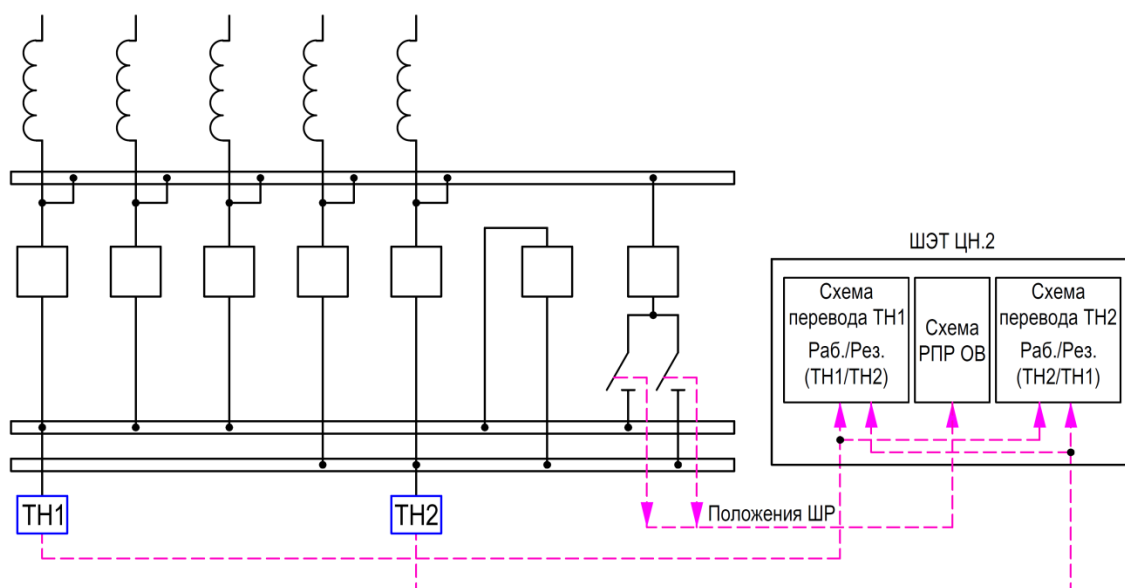 ШЭТ ЦН.2
Схема
перевода ТН1
Раб./Рез.
(ТН1/ТН2)
Схема
РПР ОВ
Схема
перевода ТН2
Раб./Рез.
(ТН2/ТН1)
ТН1
ТН2
Положения ШР